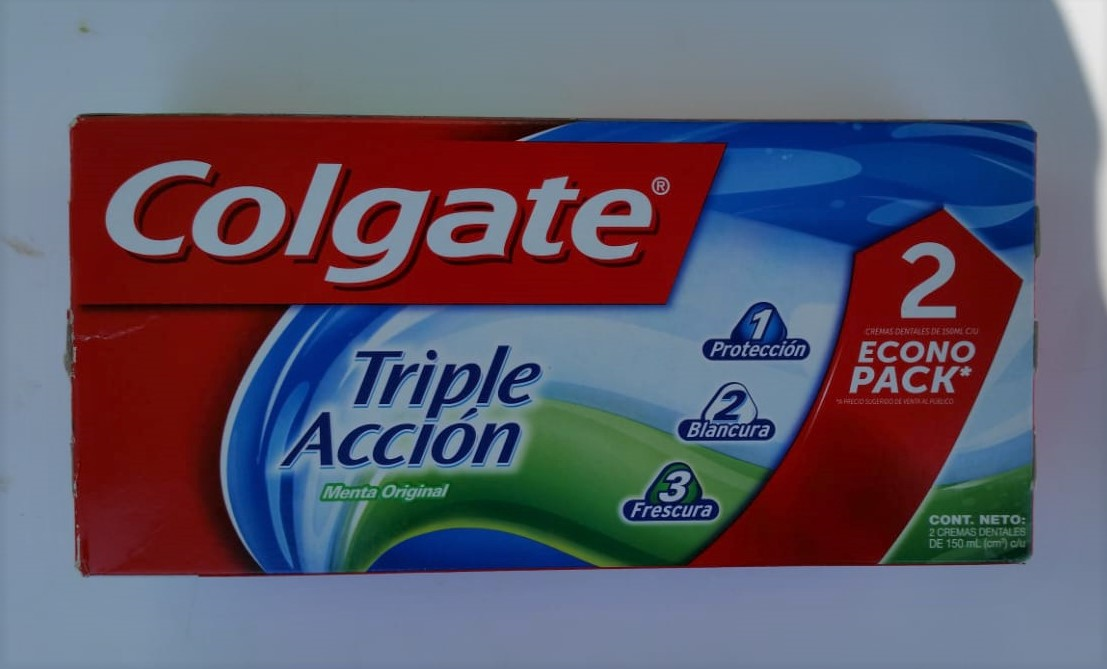 Colgate®
Triple
Acción
Menta Original
1
Protección
2
Blancura
3
Frescura
2
CREMAS DENTALES DE 150ML C/U
ECONO
PACK*
*A PRECIO SUGERIDO DE VENTA AL PÚBLICO
CONT. NETO:
2 CREMAS DENTALES
DE 150 mL (cm³) c/u